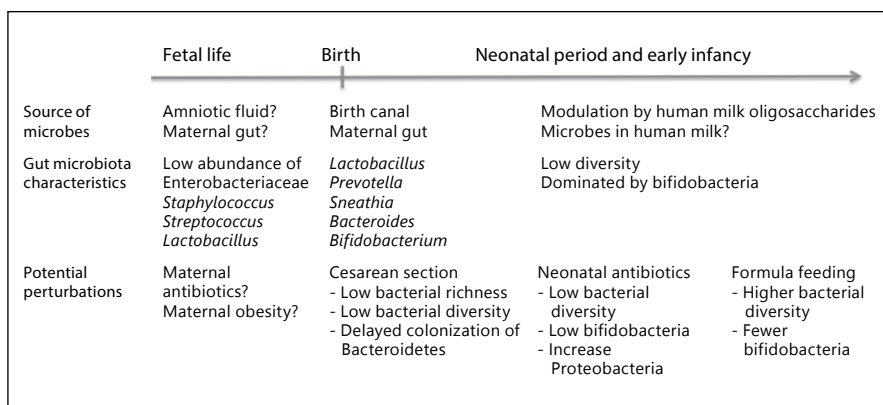 Fetal life Birth Neonatal period and early infancy
Source of microbes
Amniotic fluid?
Maternal gut?
Birth canal
Maternal gut
Modulation by human milk oligosaccharides
Microbes in human milk?
Gut microbiota characteristics
Low abundance of
Enterobacteriaceae
Staphylococcus
Streptococcus
Lactobacillus
Lactobacillus
Prevotella
Sneathia
Bacteroides
Bifidobacterium
Low diversity
Dominated by bifidobacteria
Potential perturbations
Maternal
antibiotics?
Maternal obesity?
Cesarean section
- Low bacterial richness
- Low bacterial diversity
- Delayed colonization of
Bacteroidetes
Neonatal antibiotics
- Low bacterial
diversity
- Low bifidobacteria
- Increase
Proteobacteria
Formula feeding
- Higher bacterial
diversity
- Fewer
bifidobacteria